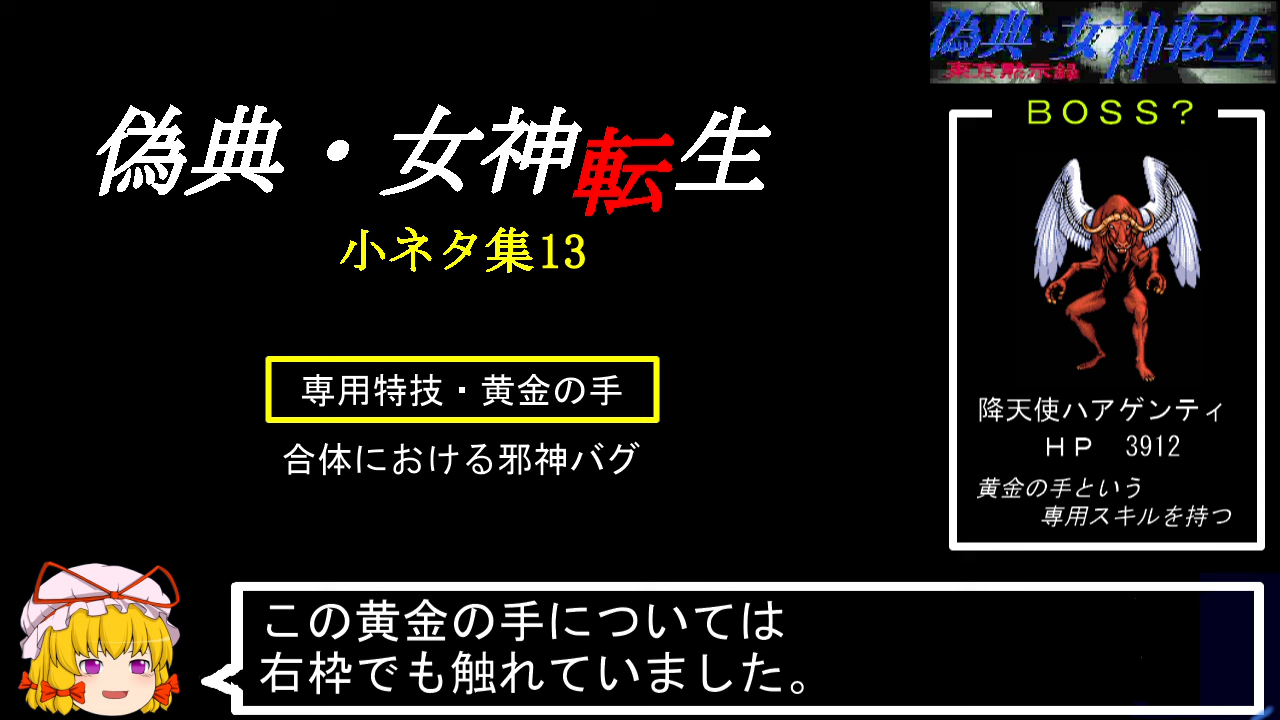 偽典・女神転生
東京黙示録
偽典・女神転生
小ネタ集13
専用特技・黄金の手
合体における邪神バグ
ＢＯＳＳ？
降天使ハアゲンティ
ＨＰ　3912
黄金の手という
専用スキルを持つ
この黄金の手については
右枠でも触れていました。